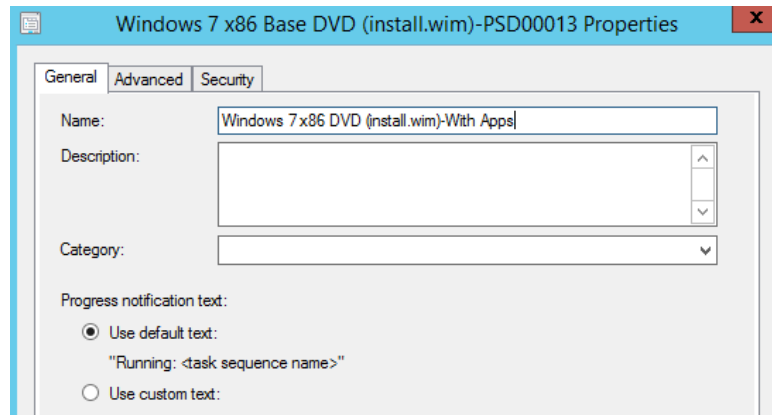 Windows 7 x86 Base DVD (install.wim)-PSD00013 Properties
x
General Advanced Security
Name: Windows 7 x86 DVD (install.wim)-With Apps
Description:
Category:
Progress notification text:
Use default text:
"Running: <task sequence name>"
Use custom text: